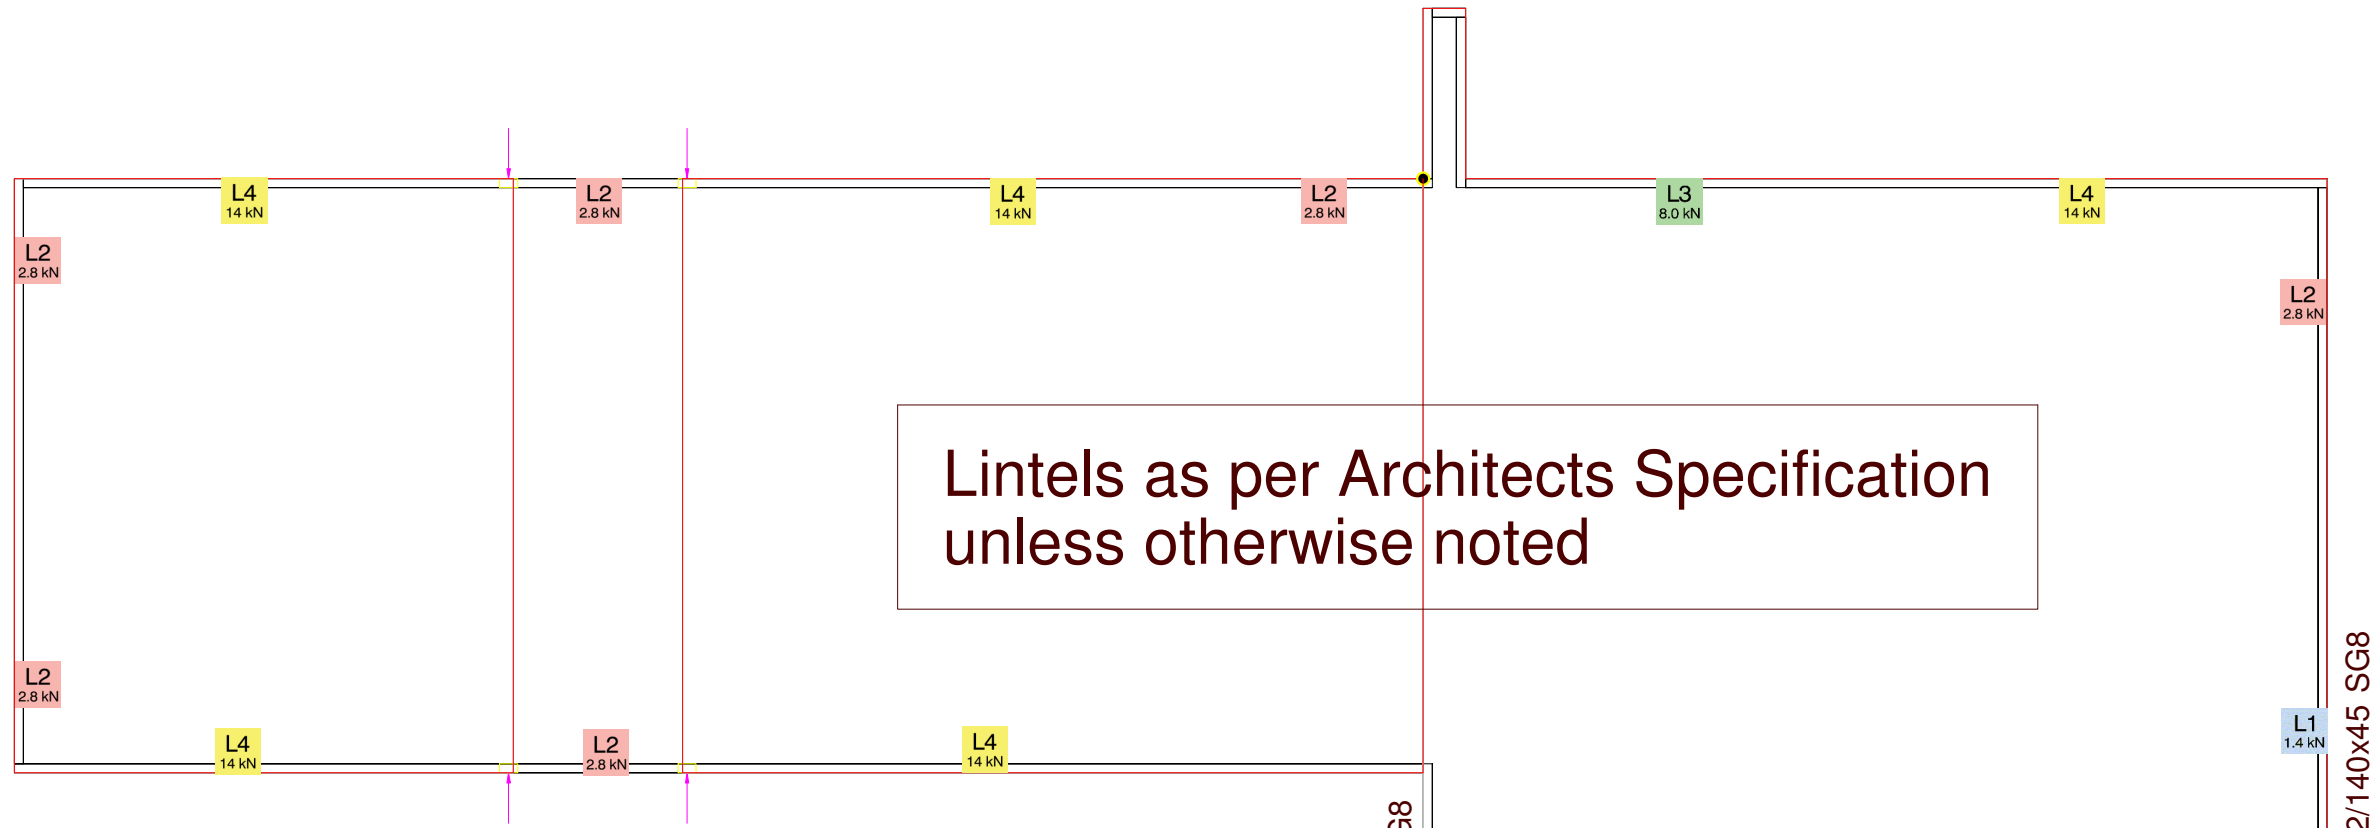 L4
14 kN
L2
2.8 kN
L4
14 kN
L2
2.8 kN
L3
8.0 kN
L4
14 kN
L2
2.8 kN
L2
2.8 kN
Lintels as per Architects Specification
unless otherwise noted
L2
2.8 kN
L1
1.4 kN
L4
14 kN
L2
2.8 kN
L4
14 kN
2/140x45 SG8
G8